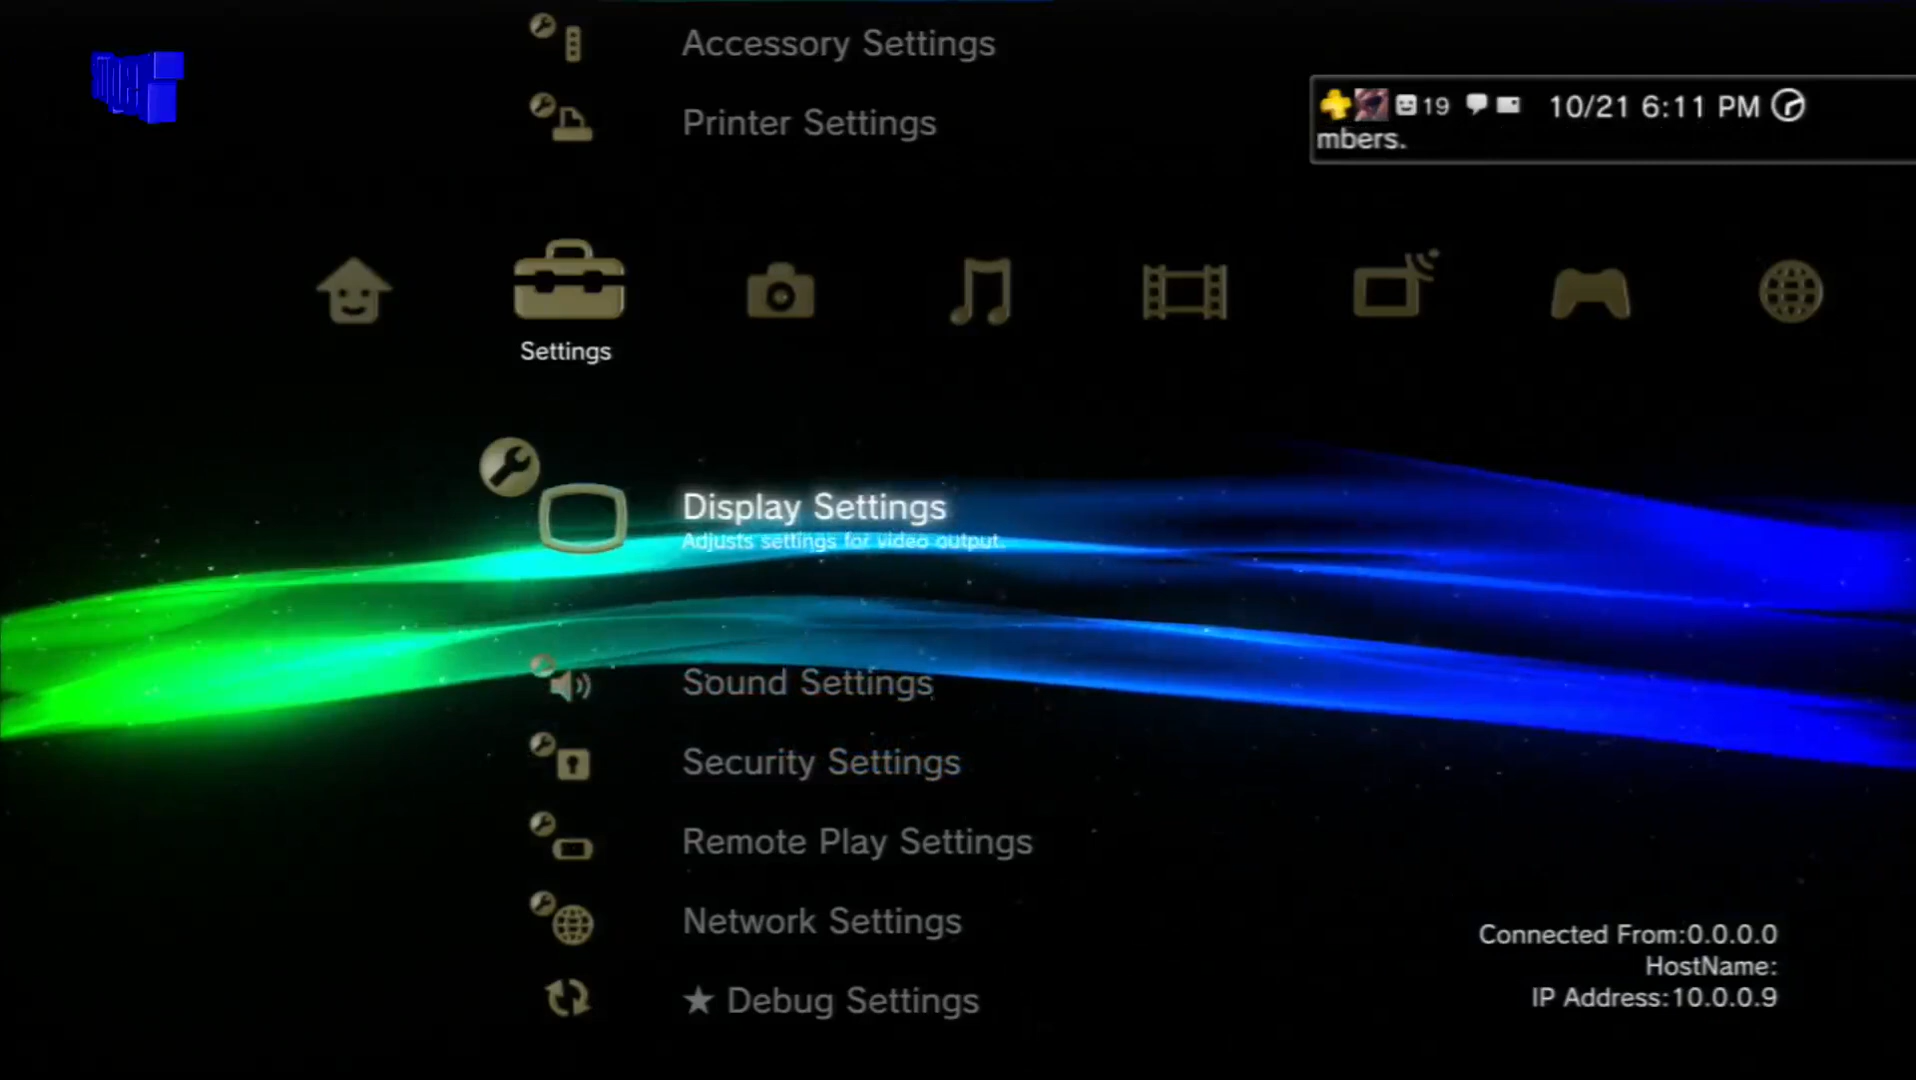 Accessory Settings
Printer Settings
19 10/21 6:11 PM
mbers.
Settings
Display Settings
Adjusts settings for video output.
Sound Settings
Security Settings
Remote Play Settings
Network Settings
★ Debug Settings
Connected From:0.0.0.0
HostName:
IP Address:10.0.0.9